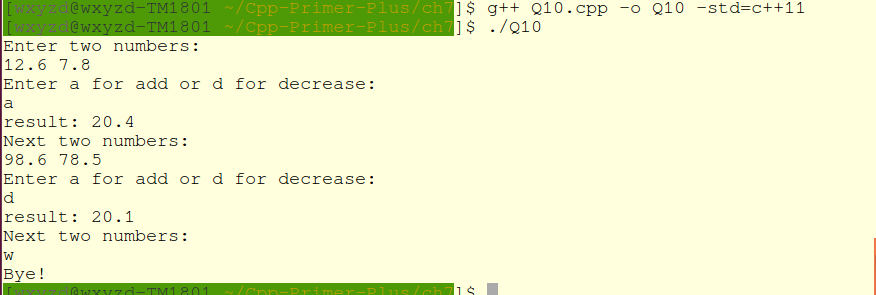 [wxyzd@wxyzd-TM1801 ~/Cpp-Primer-Plus/ch7]$ g++ Q10.cpp -o Q10 -std=c++11
[wxyzd@wxyzd-TM1801 ~/Cpp-Primer-Plus/ch7]$ ./Q10
Enter two numbers:
12.6 7.8
Enter a for add or d for decrease:
a
result: 20.4
Next two numbers:
98.6 78.5
Enter a for add or d for decrease:
d
result: 20.1
Next two numbers:
w
Bye!
[wxyzd@wxyzd-TM1801 ~/Cpp-Primer-Plus/ch7]$